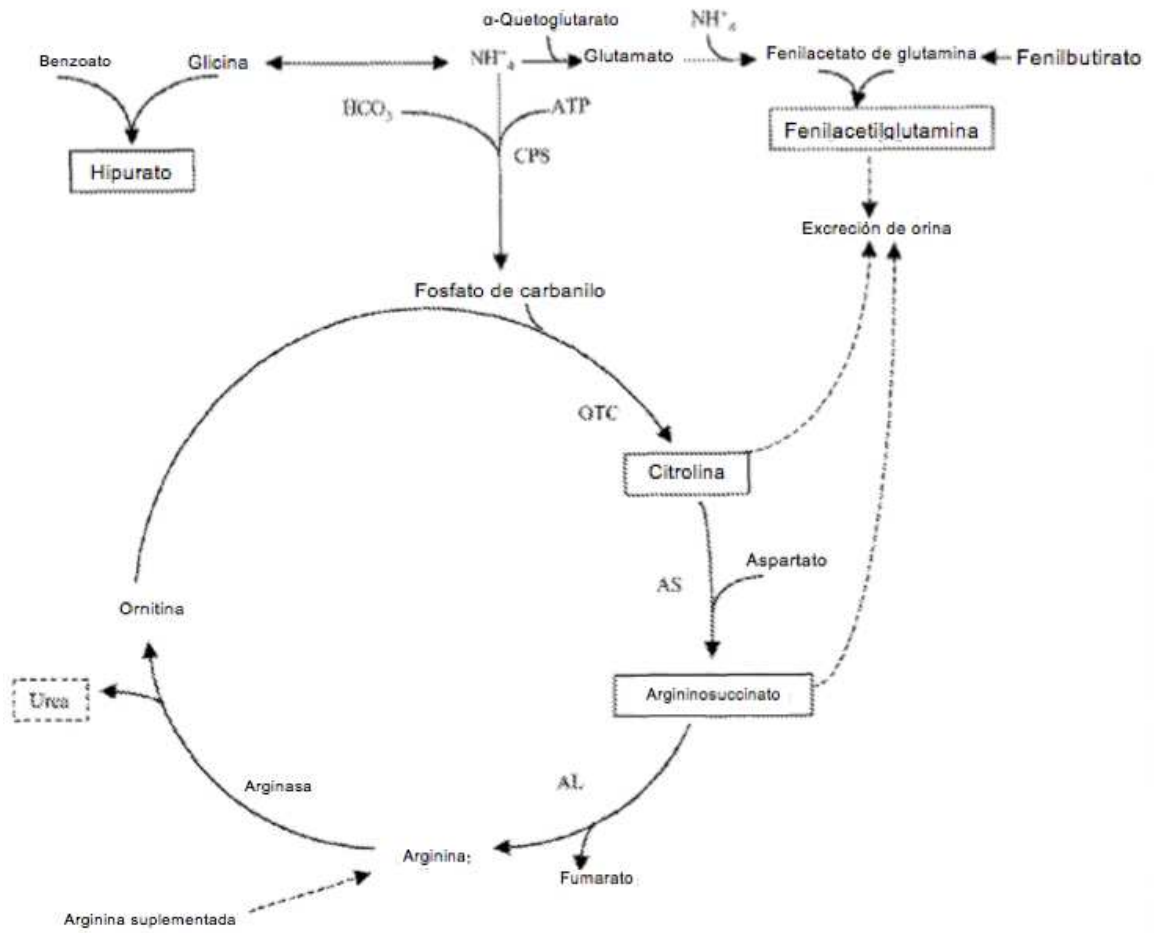 α-Quetoglutarato
NH⁺₄
Benzoato
Glicina
NH⁺₄
Glutamato
Fenilacetato de glutamina
Fenilbutirato
HCO₃
ATP
CPS
Hipurato
Fenilacetilglutamina
Excreción de orina
Fosfato de carbanilo
OTC
Citrolina
AS
Aspartato
Ornitina
Argininosuccinato
Urea
Arginasa
AL
Arginina;
Fumarato
Arginina suplementada